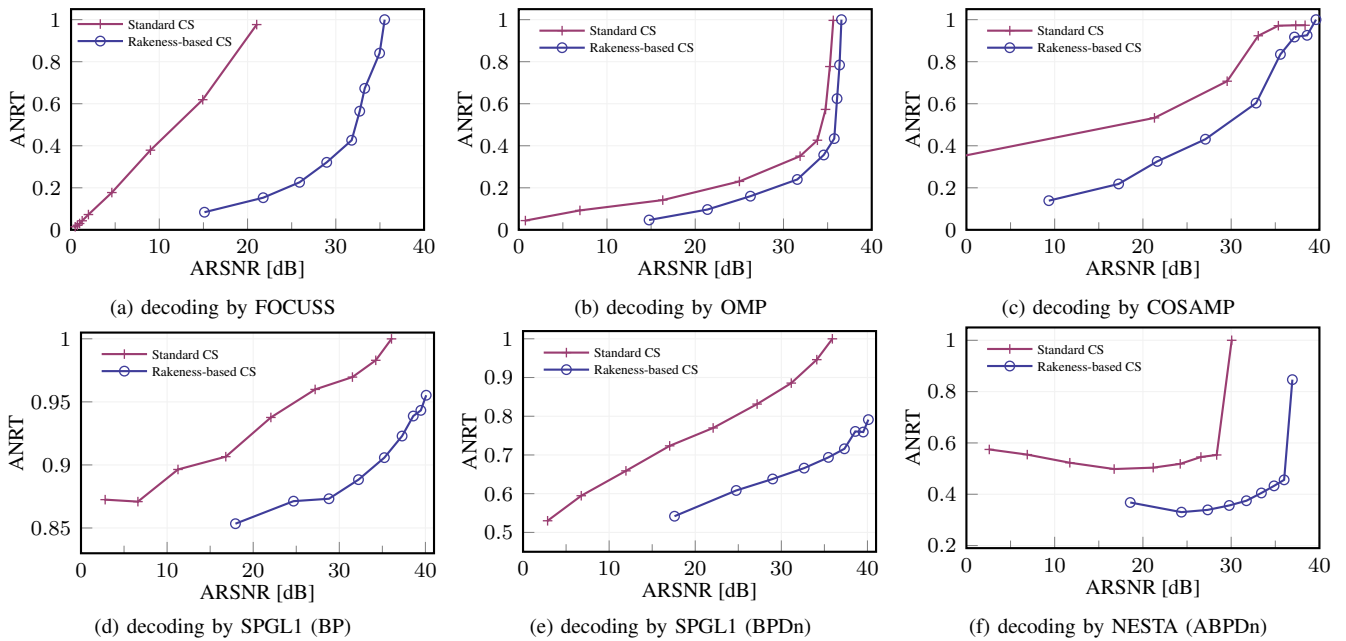 Standard CS
Rakeness-based CS
1
0.8
0.6
0.4
0.2
0
ANRT
0 10 20 30 40
ARSNR [dB]
(a) decoding by FOCUSS
Standard CS
Rakeness-based CS
1
0.8
0.6
0.4
0.2
0
ANRT
0 10 20 30 40
ARSNR [dB]
(b) decoding by OMP
Standard CS
Rakeness-based CS
1
0.8
0.6
0.4
0.2
0
ANRT
0 10 20 30 40
ARSNR [dB]
(c) decoding by COSAMP
Standard CS
Rakeness-based CS
1
0.95
0.9
0.85
ANRT
0 10 20 30 40
ARSNR [dB]
(d) decoding by SPGL1 (BP)
Standard CS
Rakeness-based CS
1
0.9
0.8
0.7
0.6
0.5
ANRT
0 10 20 30 40
ARSNR [dB]
(e) decoding by SPGL1 (BPDn)
Standard CS
Rakeness-based CS
1
0.8
0.6
0.4
0.2
ANRT
0 10 20 30 40
ARSNR [dB]
(f) decoding by NESTA (ABPDn)